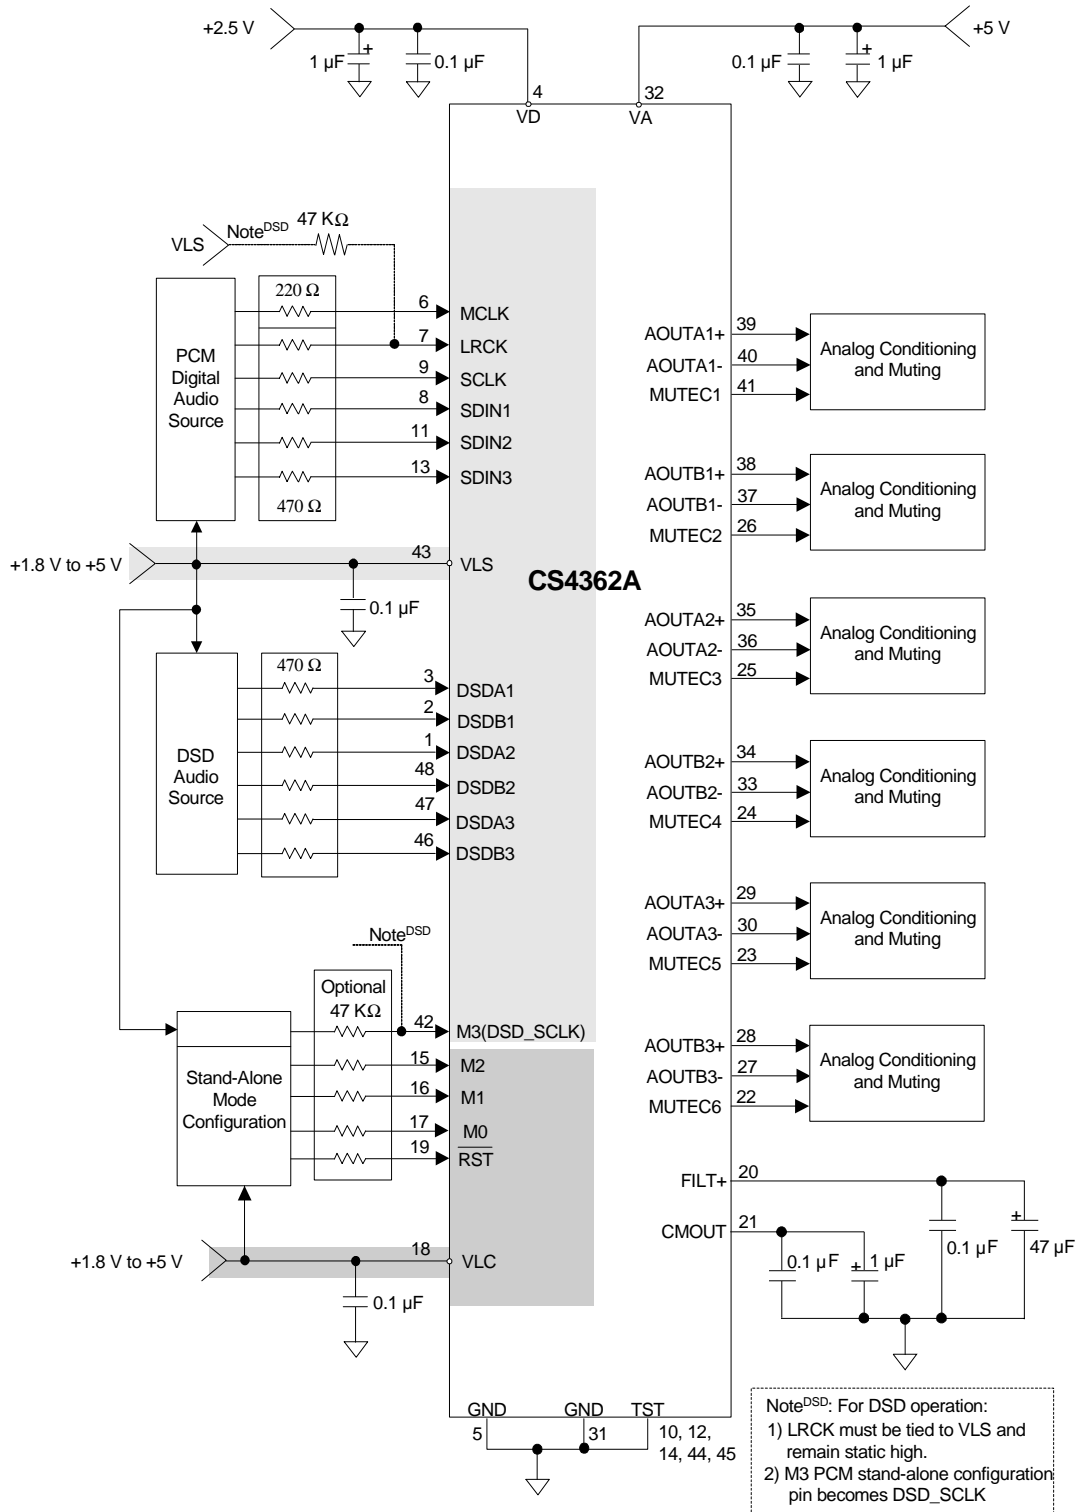 +2.5 V
+5 V
1 µF
+
0.1 µF
0.1 µF
+
1 µF
4
32
VD
VA
VLS
Note^DSD
47 KΩ
220 Ω
6
MCLK
7
LRCK
PCM
Digital
Audio
Source
9
SCLK
8
SDIN1
11
SDIN2
13
SDIN3
470 Ω
+1.8 V to +5 V
43
VLS
CS4362A
0.1 µF
470 Ω
3
DSDA1
2
DSDB1
1
DSDA2
DSD
Audio
Source
48
DSDB2
47
DSDA3
46
DSDB3
Note^DSD
Optional
47 KΩ
42
M3(DSD_SCLK)
15
M2
Stand-Alone
Mode
Configuration
16
M1
17
M0
19
RST
+1.8 V to +5 V
18
VLC
0.1 µF
AOUTA1+
39
AOUTA1-
40
MUTEC1
41
Analog Conditioning
and Muting
AOUTB1+
38
AOUTB1-
37
MUTEC2
26
Analog Conditioning
and Muting
AOUTA2+
35
AOUTA2-
36
MUTEC3
25
Analog Conditioning
and Muting
AOUTB2+
34
AOUTB2-
33
MUTEC4
24
Analog Conditioning
and Muting
AOUTA3+
29
AOUTA3-
30
MUTEC5
23
Analog Conditioning
and Muting
AOUTB3+
28
AOUTB3-
27
MUTEC6
22
Analog Conditioning
and Muting
FILT+
20
CMOUT
21
0.1 µF
+
1 µF
0.1 µF
+
47 µF
GND
5
GND
31
TST
10, 12,
14, 44, 45
Note^DSD: For DSD operation:
1) LRCK must be tied to VLS and
remain static high.
2) M3 PCM stand-alone configuration
pin becomes DSD_SCLK